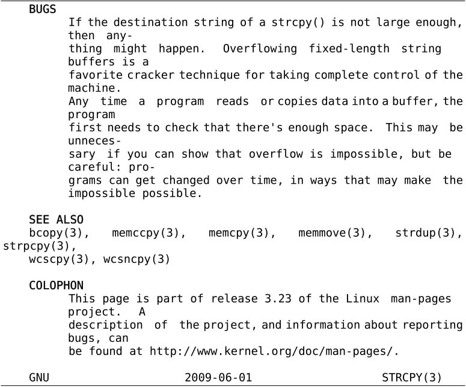 BUGS
If the destination string of a strcpy() is not large enough,
then any-
thing might happen. Overflowing fixed-length string
buffers is a
favorite cracker technique for taking complete control of the
machine.
Any time a program reads or copies data into a buffer, the
program
first needs to check that there's enough space. This may be
unneces-
sary if you can show that overflow is impossible, but be
careful: pro-
grams can get changed over time, in ways that may make the
impossible possible.
SEE ALSO
bcopy(3), memccpy(3), memcpy(3), memmove(3), strdup(3),
strpcpy(3),
wcscpy(3), wcsncpy(3)
COLOPHON
This page is part of release 3.23 of the Linux man-pages
project. A
description of the project, and information about reporting
bugs, can
be found at http://www.kernel.org/doc/man-pages/.
GNU 2009-06-01 STRCPY(3)